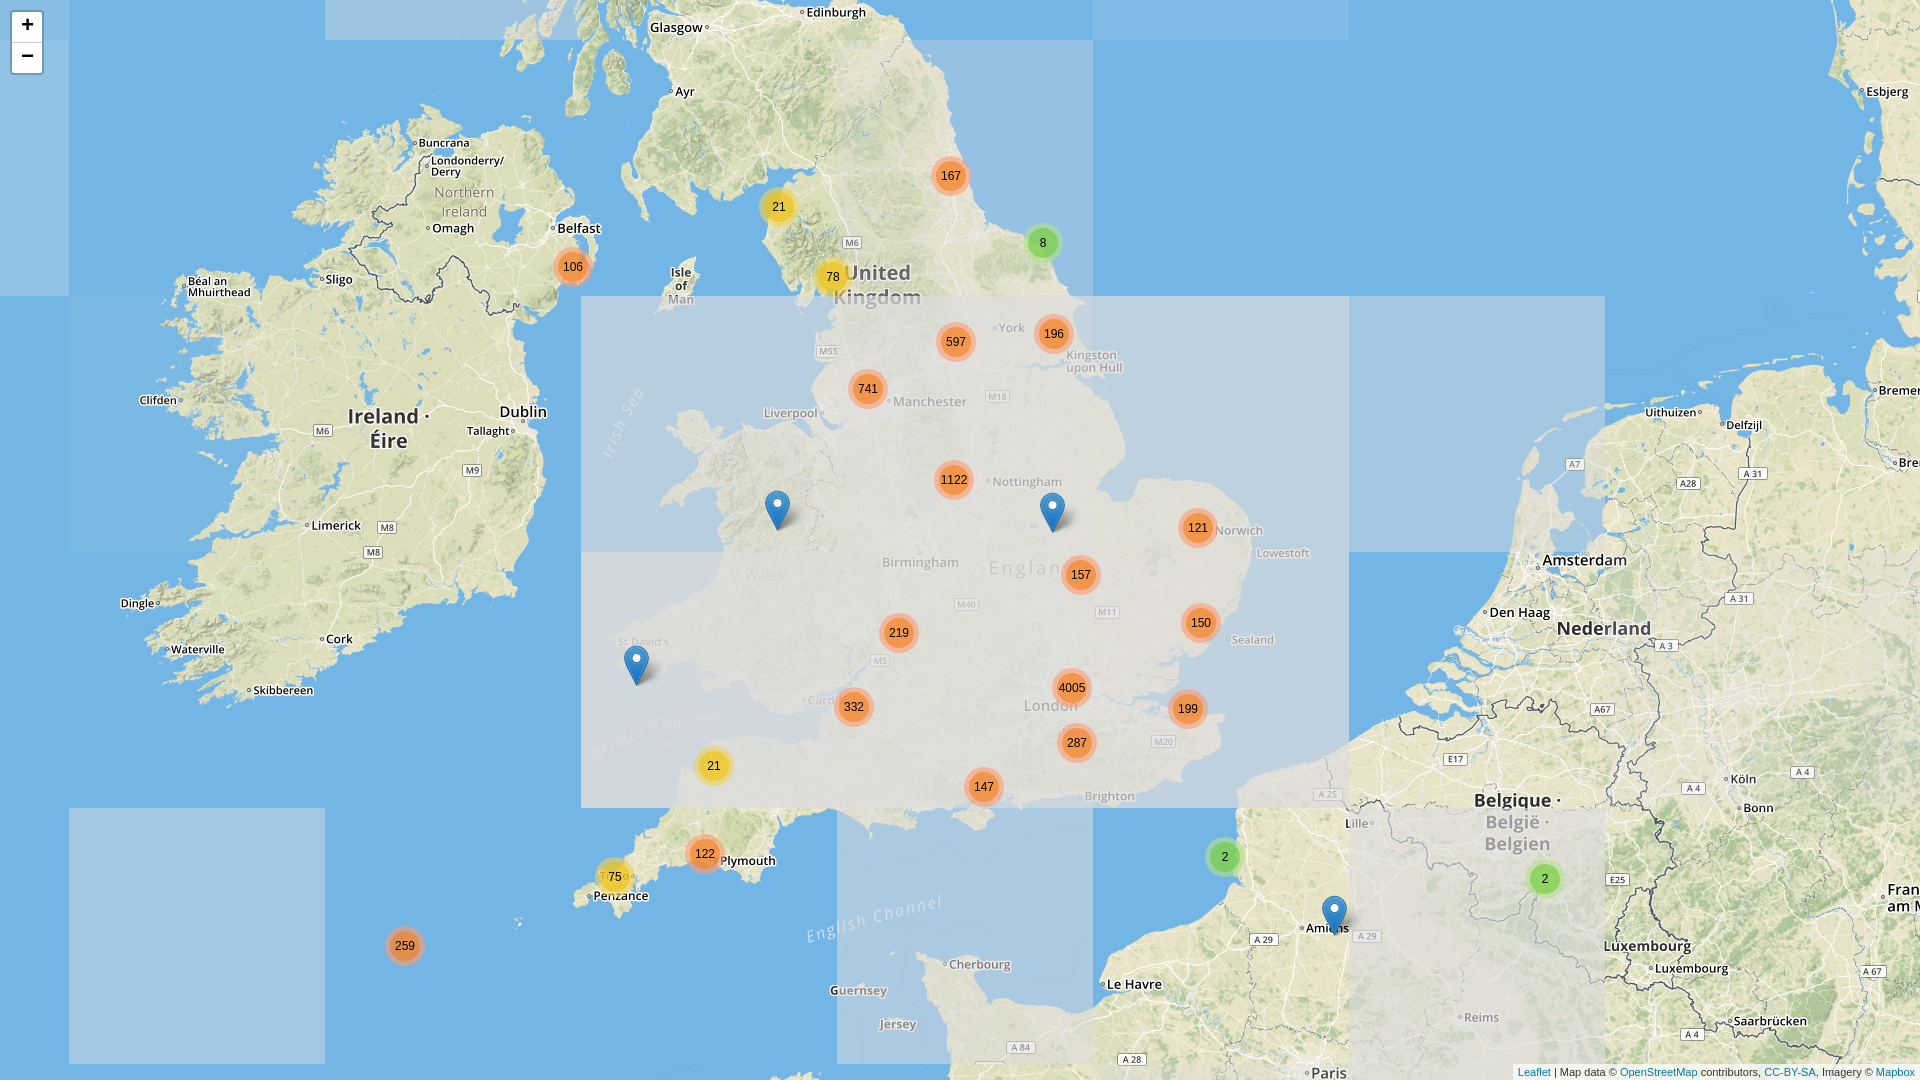 +
−
Glasgow
Edinburgh
Ayr
Esbjerg
Buncrana
Londonderry/
Derry
Northern
Ireland
Omagh
Belfast
167
21
8
M6
106
78
United
Kingdom
Isle
of
Man
Sligo
Béal an
Mhuirthead
York
196
597
M55
Kingston
upon Hull
741
Manchester
M18
Liverpool
Irish Sea
Clifden
Ireland ·
Éire
Dublin
Tallaght
M6
M9
Uithuizen
Delfzijl
A7
A 31
A28
1122
Nottingham
121
Norwich
Lowestoft
Limerick
M8
M8
Birmingham
Wales
157
Amsterdam
Dingle
M40
M11
Den Haag
A 31
Nederland
A 3
Cork
Waterville
Skibbereen
St David's
219
M5
150
Sealand
4005
London
199
332
Bristol Channel
287
M20
A67
E17
21
147
Brighton
A 25
Köln
A 4
A 4
Bonn
Belgique ·
België ·
Belgien
Lille
122
Plymouth
75
Penzance
2
2
E25
English Channel
259
Amiens
A 29
A 29
Luxembourg
Luxembourg
A 67
Cherbourg
Guernsey
Le Havre
Jersey
Reims
Saarbrücken
A 84
A 28
A 4
Paris
Leaflet | Map data © OpenStreetMap contributors, CC-BY-SA, Imagery © Mapbox